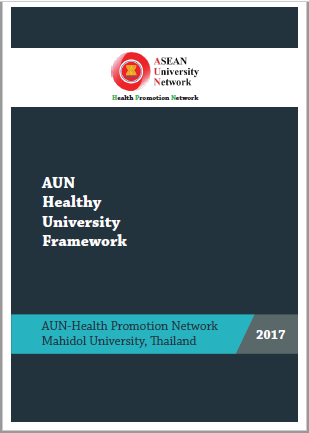 ASEAN
University
Network
Health Promotion Network
AUN
Healthy
University
Framework
AUN-Health Promotion Network
Mahidol University, Thailand
2017